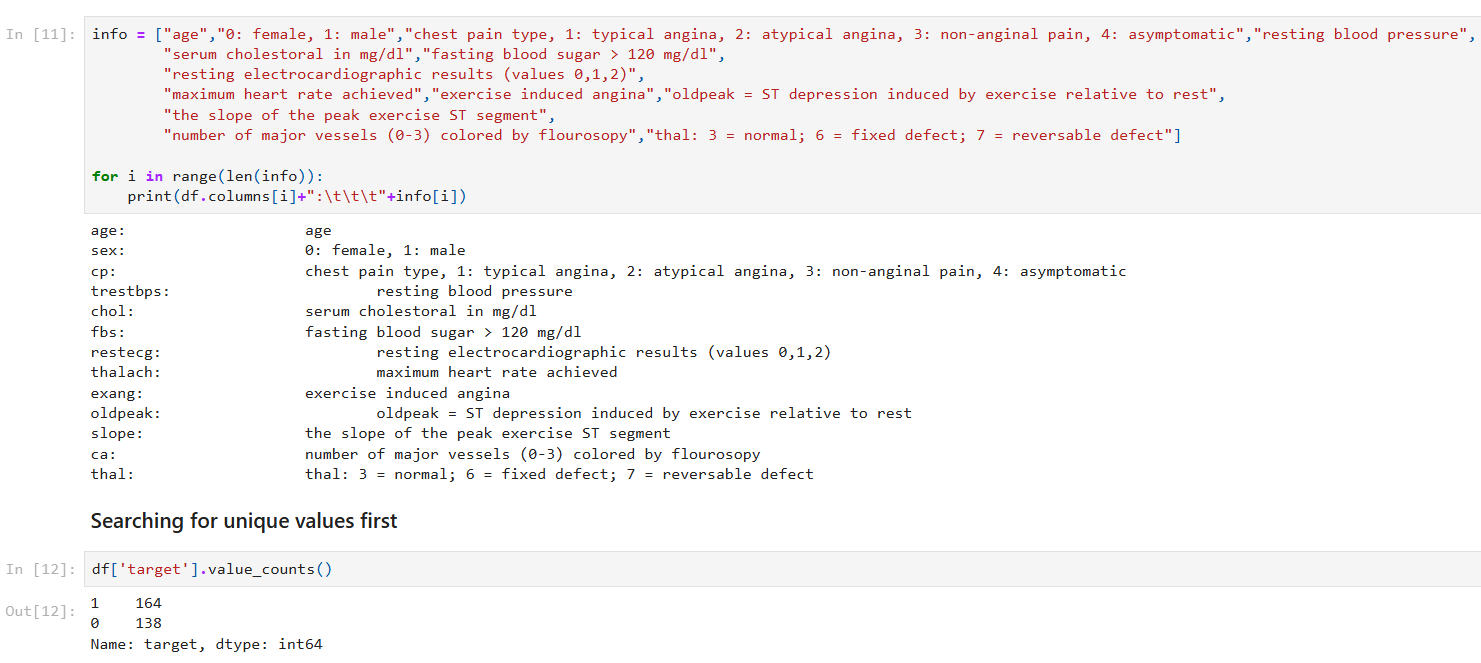 In [11]: info = ["age","0: female, 1: male","chest pain type, 1: typical angina, 2: atypical angina, 3: non-anginal pain, 4: asymptomatic","resting blood pressure",
"serum cholestoral in mg/dl","fasting blood sugar > 120 mg/dl",
"resting electrocardiographic results (values 0,1,2)",
"maximum heart rate achieved","exercise induced angina","oldpeak = ST depression induced by exercise relative to rest",
"the slope of the peak exercise ST segment",
"number of major vessels (0-3) colored by flourosopy","thal: 3 = normal; 6 = fixed defect; 7 = reversable defect"]
for i in range(len(info)):
print(df.columns[i]+":\t\t\t"+info[i])
age: age
sex: 0: female, 1: male
cp: chest pain type, 1: typical angina, 2: atypical angina, 3: non-anginal pain, 4: asymptomatic
trestbps: resting blood pressure
chol: serum cholestoral in mg/dl
fbs: fasting blood sugar > 120 mg/dl
restecg: resting electrocardiographic results (values 0,1,2)
thalach: maximum heart rate achieved
exang: exercise induced angina
oldpeak: oldpeak = ST depression induced by exercise relative to rest
slope: the slope of the peak exercise ST segment
ca: number of major vessels (0-3) colored by flourosopy
thal: thal: 3 = normal; 6 = fixed defect; 7 = reversable defect
Searching for unique values first
In [12]: df['target'].value_counts()
Out[12]: 1 164
0 138
Name: target, dtype: int64